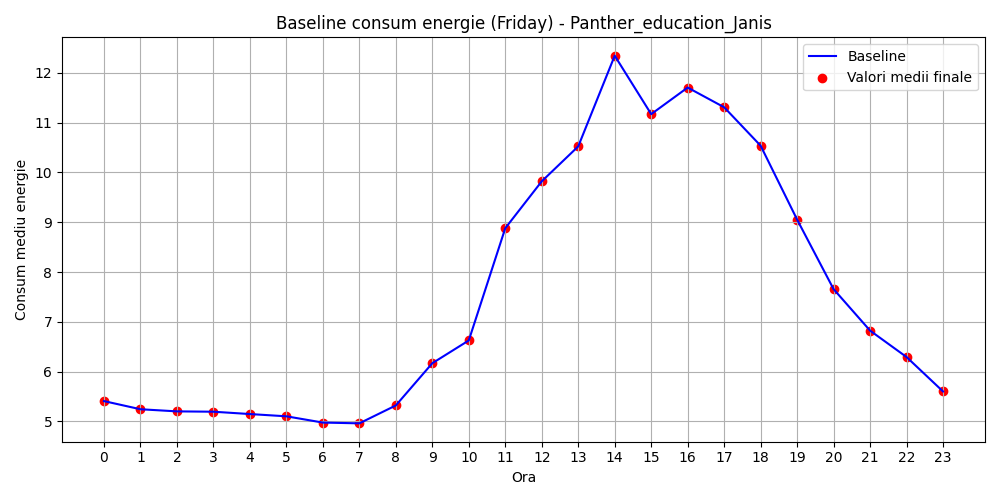 Baseline consum energie (Friday) - Panther_education_Janis
Baseline
Valori medii finale
Consum mediu energie
12
11
10
9
8
7
6
5
0 1 2 3 4 5 6 7 8 9 10 11 12 13 14 15 16 17 18 19 20 21 22 23
Ora